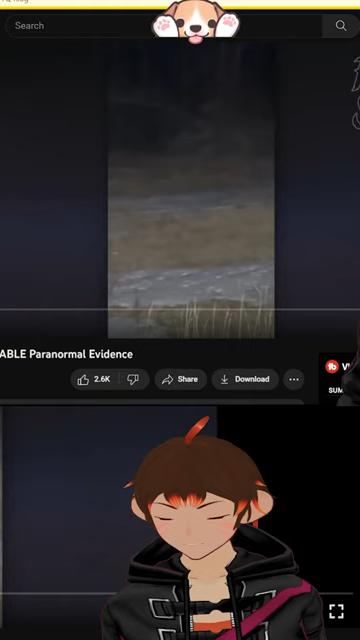 Search
ABLE Paranormal Evidence
2.6K
Share
Download
SUM